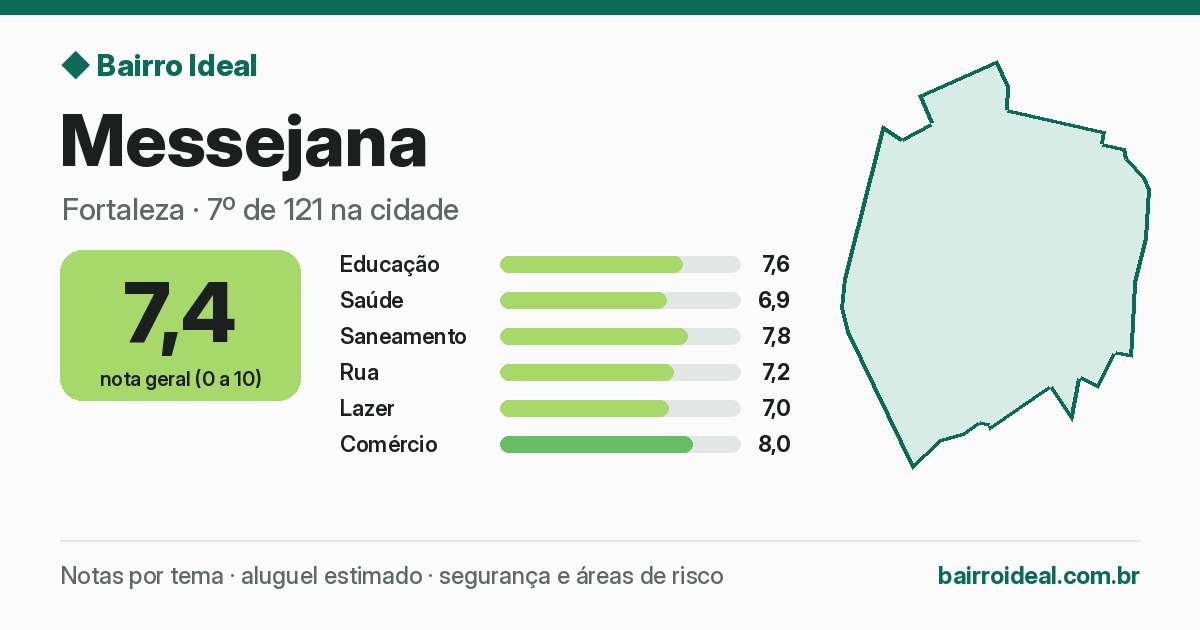 Bairro Ideal
Messejana
Fortaleza · 7º de 121 na cidade
7,4
nota geral (0 a 10)
Educação 7,6
Saúde 6,9
Saneamento 7,8
Rua 7,2
Lazer 7,0
Comércio 8,0
Notas por tema · aluguel estimado · segurança e áreas de risco
bairroideal.com.br